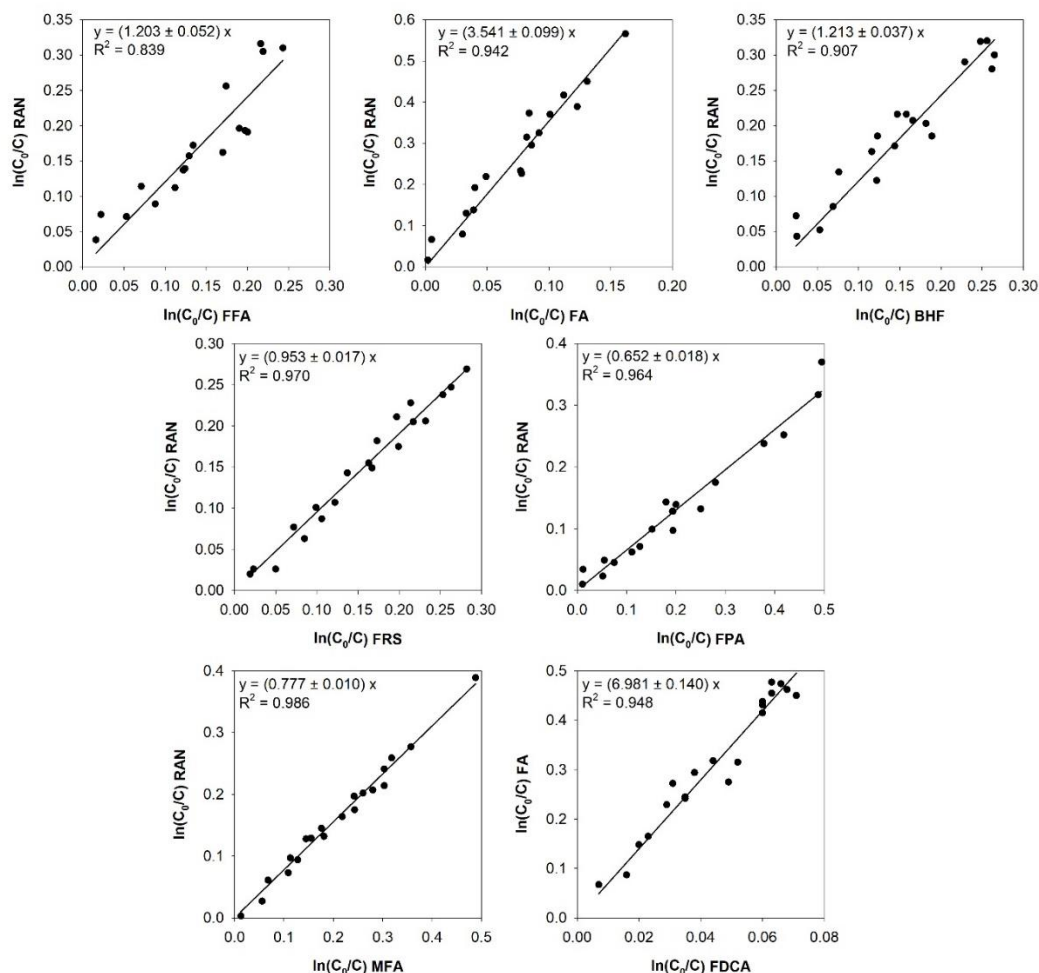 y = (1.203 ± 0.052) x
R² = 0.839
ln(C₀/C) RAN
0.35
0.30
0.25
0.20
0.15
0.10
0.05
0.00
0.00 0.05 0.10 0.15 0.20 0.25 0.30
ln(C₀/C) FFA
y = (3.541 ± 0.099) x
R² = 0.942
ln(C₀/C) RAN
0.6
0.5
0.4
0.3
0.2
0.1
0.0
0.00 0.05 0.10 0.15 0.20
ln(C₀/C) FA
y = (1.213 ± 0.037) x
R² = 0.907
ln(C₀/C) RAN
0.35
0.30
0.25
0.20
0.15
0.10
0.05
0.00
0.00 0.05 0.10 0.15 0.20 0.25 0.30
ln(C₀/C) BHF
y = (0.953 ± 0.017) x
R² = 0.970
ln(C₀/C) RAN
0.30
0.25
0.20
0.15
0.10
0.05
0.00
0.00 0.05 0.10 0.15 0.20 0.25 0.30
ln(C₀/C) FRS
y = (0.652 ± 0.018) x
R² = 0.964
ln(C₀/C) RAN
0.4
0.3
0.2
0.1
0.0
0.0 0.1 0.2 0.3 0.4 0.5
ln(C₀/C) FPA
y = (0.777 ± 0.010) x
R² = 0.986
ln(C₀/C) RAN
0.4
0.3
0.2
0.1
0.0
0.0 0.1 0.2 0.3 0.4 0.5
ln(C₀/C) MFA
y = (6.981 ± 0.140) x
R² = 0.948
ln(C₀/C) FA
0.5
0.4
0.3
0.2
0.1
0.0
0.00 0.02 0.04 0.06 0.08
ln(C₀/C) FDCA